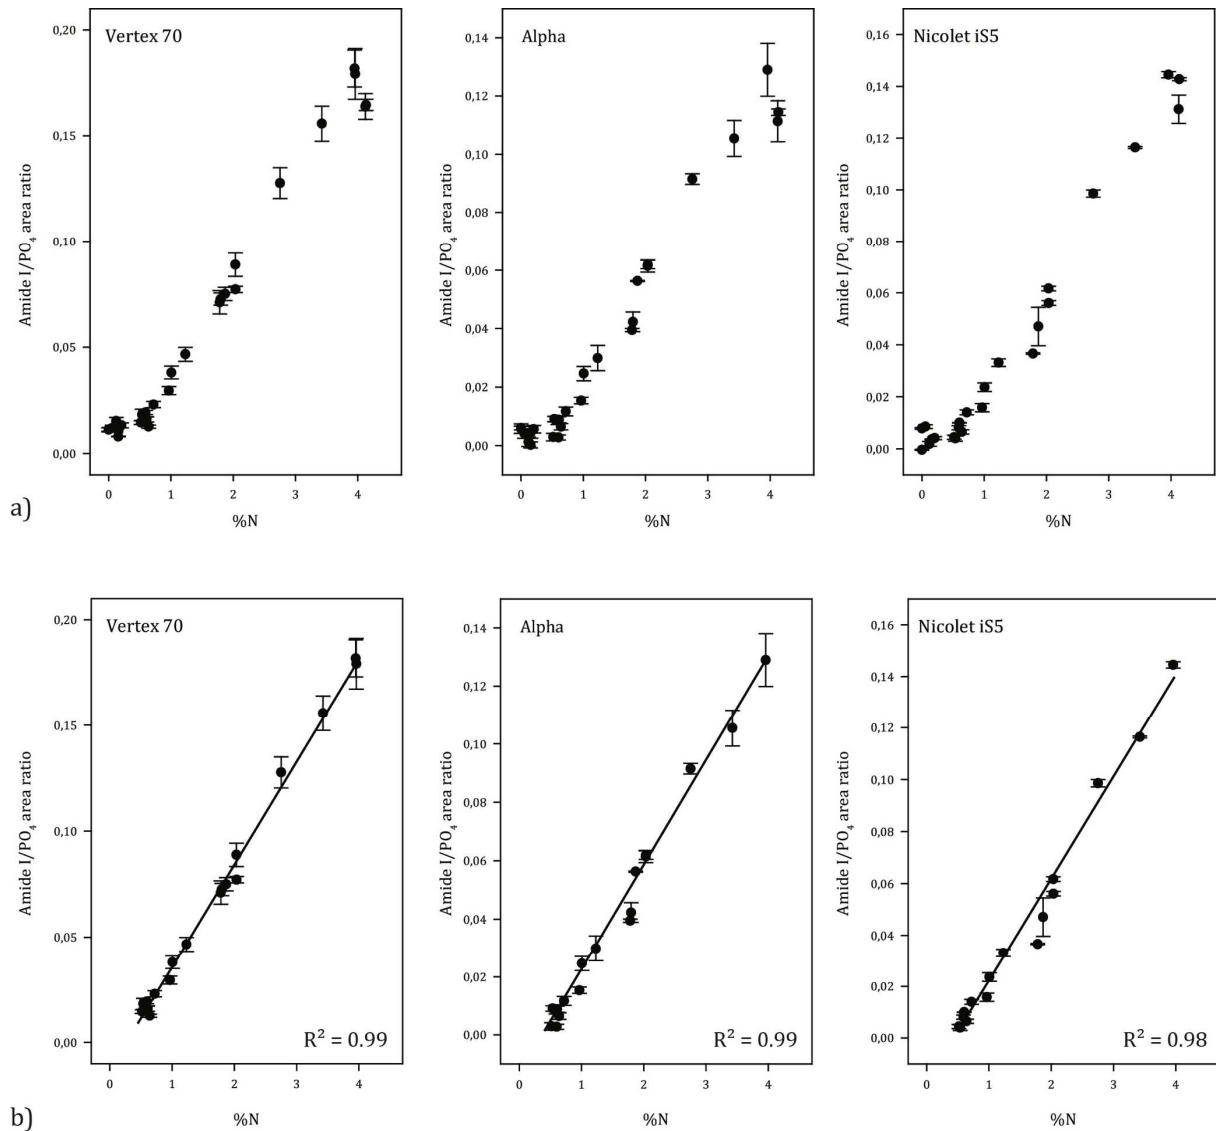 Vertex 70
Amide I/PO₄ area ratio
0,20
0,15
0,10
0,05
0,00
0 1 2 3 4
%N
Alpha
Amide I/PO₄ area ratio
0,14
0,12
0,10
0,08
0,06
0,04
0,02
0,00
0 1 2 3 4
%N
Nicolet iS5
Amide I/PO₄ area ratio
0,16
0,14
0,12
0,10
0,08
0,06
0,04
0,02
0,00
0 1 2 3 4
%N
a)
Vertex 70
Amide I/PO₄ area ratio
0,20
0,15
0,10
0,05
0,00
R² = 0.99
0 1 2 3 4
%N
Alpha
Amide I/PO₄ area ratio
0,14
0,12
0,10
0,08
0,06
0,04
0,02
0,00
R² = 0.99
0 1 2 3 4
%N
Nicolet iS5
Amide I/PO₄ area ratio
0,16
0,14
0,12
0,10
0,08
0,06
0,04
0,02
0,00
R² = 0.98
0 1 2 3 4
%N
b)